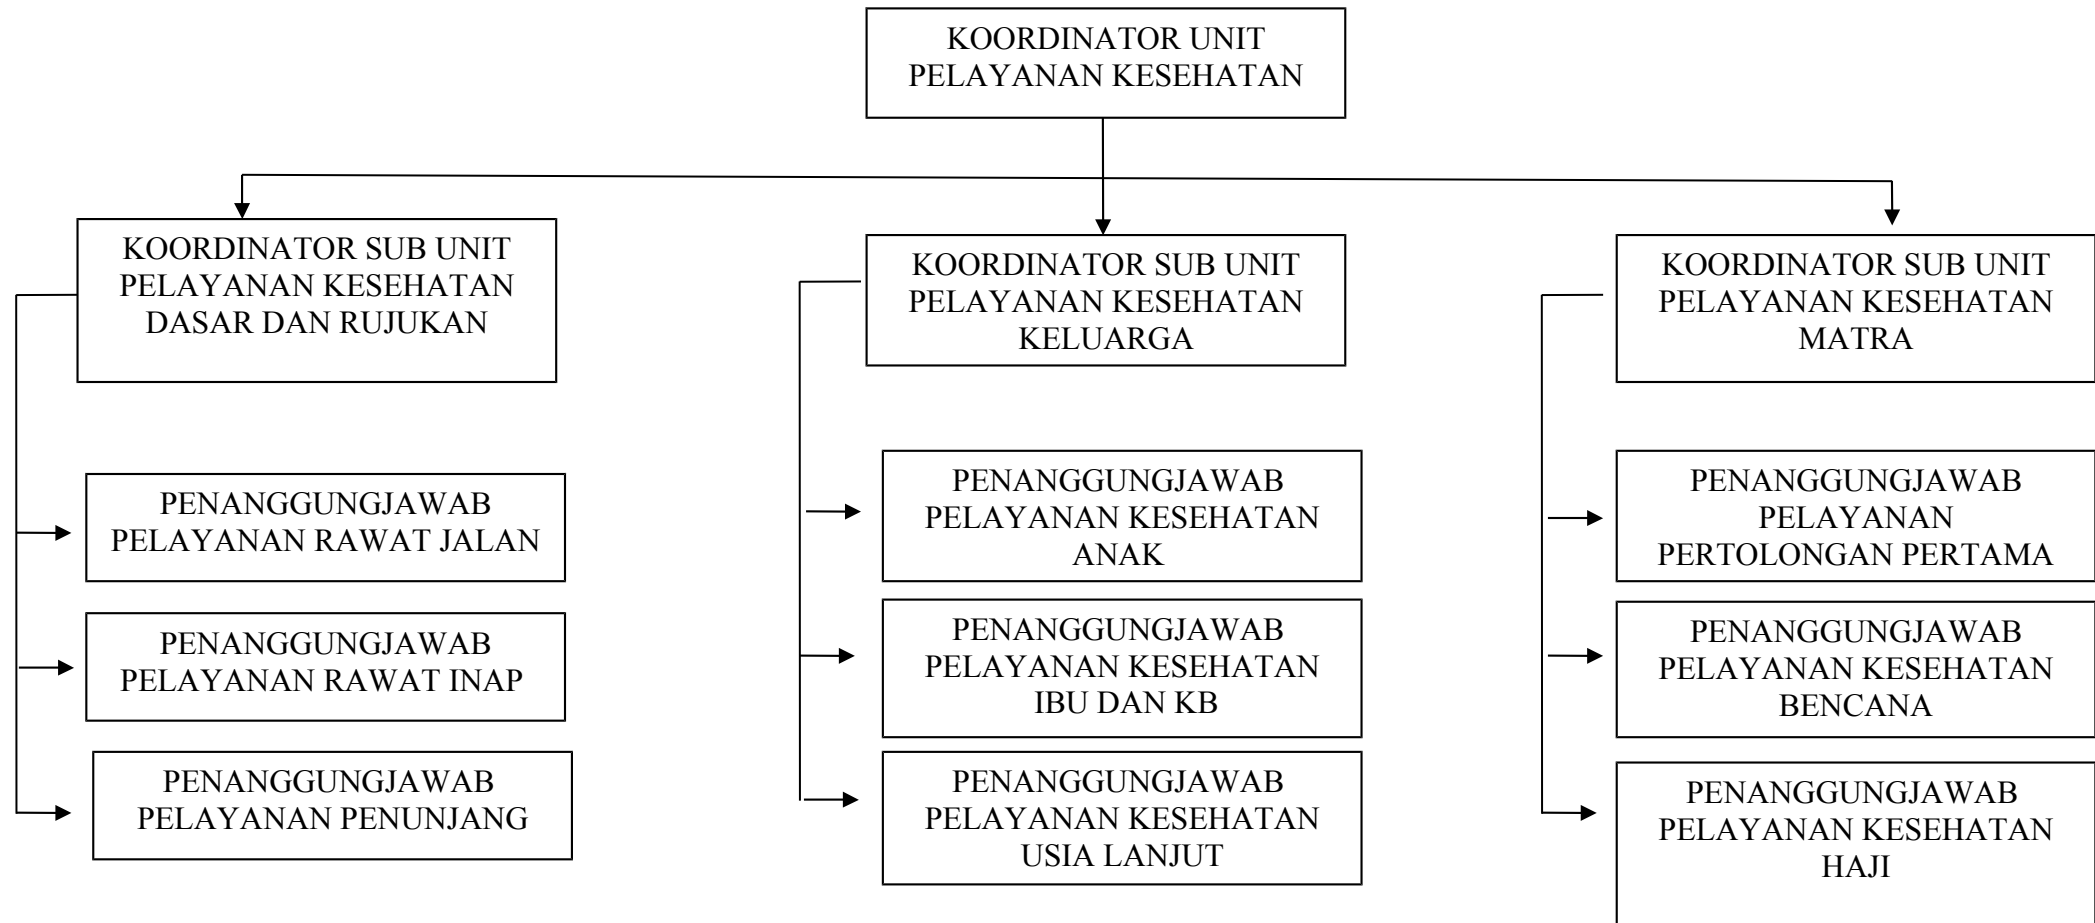 KOORDINATOR UNIT
PELAYANAN KESEHATAN
KOORDINATOR SUB UNIT
PELAYANAN KESEHATAN
DASAR DAN RUJUKAN
KOORDINATOR SUB UNIT
PELAYANAN KESEHATAN
KELUARGA
KOORDINATOR SUB UNIT
PELAYANAN KESEHATAN
MATRA
PENANGGUNGJAWAB
PELAYANAN RAWAT JALAN
PENANGGUNGJAWAB
PELAYANAN RAWAT INAP
PENANGGUNGJAWAB
PELAYANAN PENUNJANG
PENANGGUNGJAWAB
PELAYANAN KESEHATAN
ANAK
PENANGGUNGJAWAB
PELAYANAN KESEHATAN
IBU DAN KB
PENANGGUNGJAWAB
PELAYANAN KESEHATAN
USIA LANJUT
PENANGGUNGJAWAB
PELAYANAN
PERTOLONGAN PERTAMA
PENANGGUNGJAWAB
PELAYANAN KESEHATAN
BENCANA
PENANGGUNGJAWAB
PELAYANAN KESEHATAN
HAJI